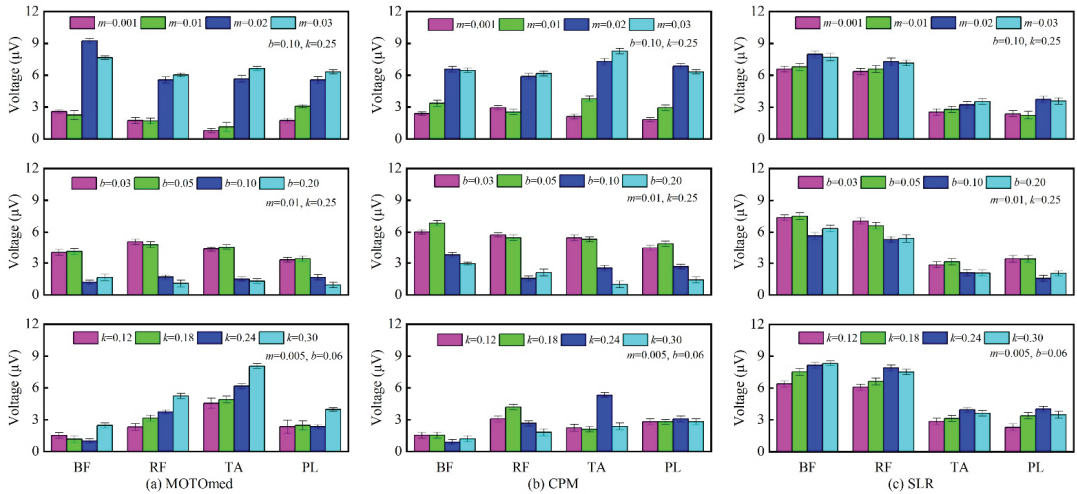 12
9
6
3
0
Voltage (μV)
m=0.001 m=0.01 m=0.02 m=0.03
b=0.10, k=0.25
12
9
6
3
0
Voltage (μV)
m=0.001 m=0.01 m=0.02 m=0.03
b=0.10, k=0.25
12
9
6
3
0
Voltage (μV)
m=0.001 m=0.01 m=0.02 m=0.03
b=0.10, k=0.25
12
9
6
3
0
Voltage (μV)
b=0.03 b=0.05 b=0.10 b=0.20
m=0.01, k=0.25
12
9
6
3
0
Voltage (μV)
b=0.03 b=0.05 b=0.10 b=0.20
m=0.01, k=0.25
12
9
6
3
0
Voltage (μV)
b=0.03 b=0.05 b=0.10 b=0.20
m=0.01, k=0.25
12
9
6
3
0
Voltage (μV)
k=0.12 k=0.18 k=0.24 k=0.30
m=0.005, b=0.06
BF RF TA PL
(a) MOTOmed
12
9
6
3
0
Voltage (μV)
k=0.12 k=0.18 k=0.24 k=0.30
m=0.005, b=0.06
BF RF TA PL
(b) CPM
12
9
6
3
0
Voltage (μV)
k=0.12 k=0.18 k=0.24 k=0.30
m=0.005, b=0.06
BF RF TA PL
(c) SLR